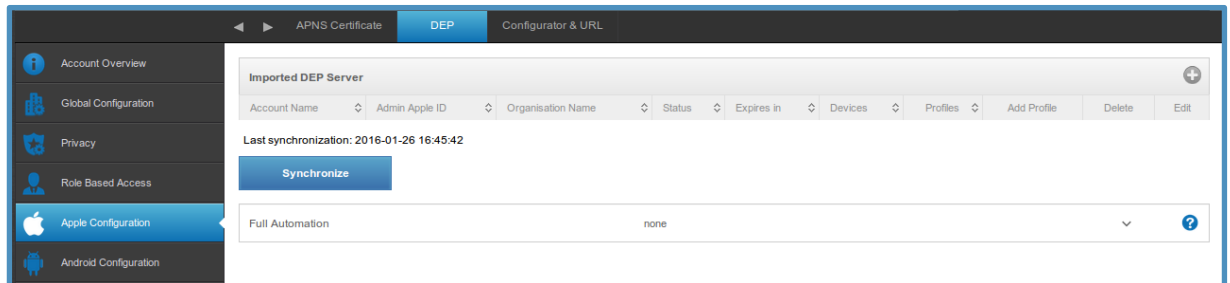 APNS Certificate DEP Configurator & URL
Account Overview
Global Configuration
Privacy
Role Based Access
Apple Configuration
Android Configuration
Imported DEP Server
Account Name Admin Apple ID Organisation Name Status Expires in Devices Profiles Add Profile Delete Edit
Last synchronization: 2016-01-26 16:45:42
Synchronize
Full Automation none ?